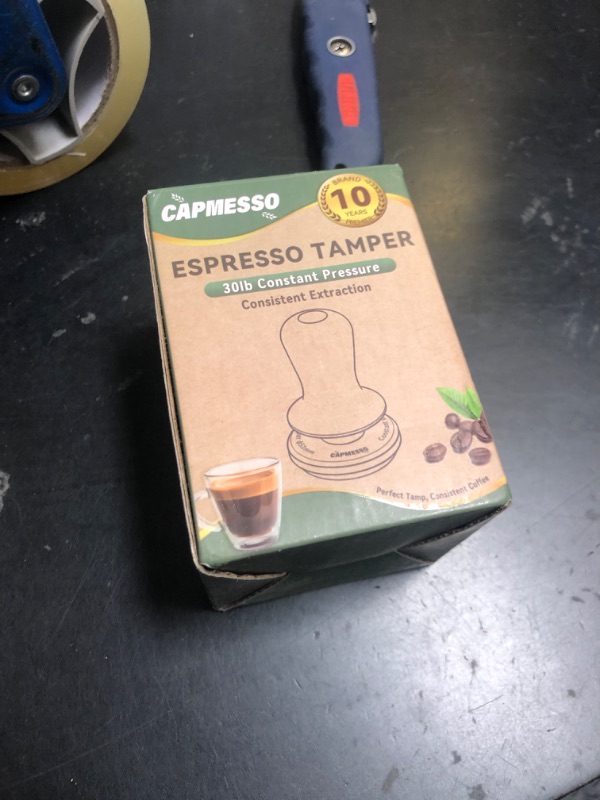 CAPMESSO
BRAND
10
YEARS
ESPRESSO TAMPER
30lb Constant Pressure
Consistent Extraction
CAPMESSO
Perfect Tamp, Consistent Coffee